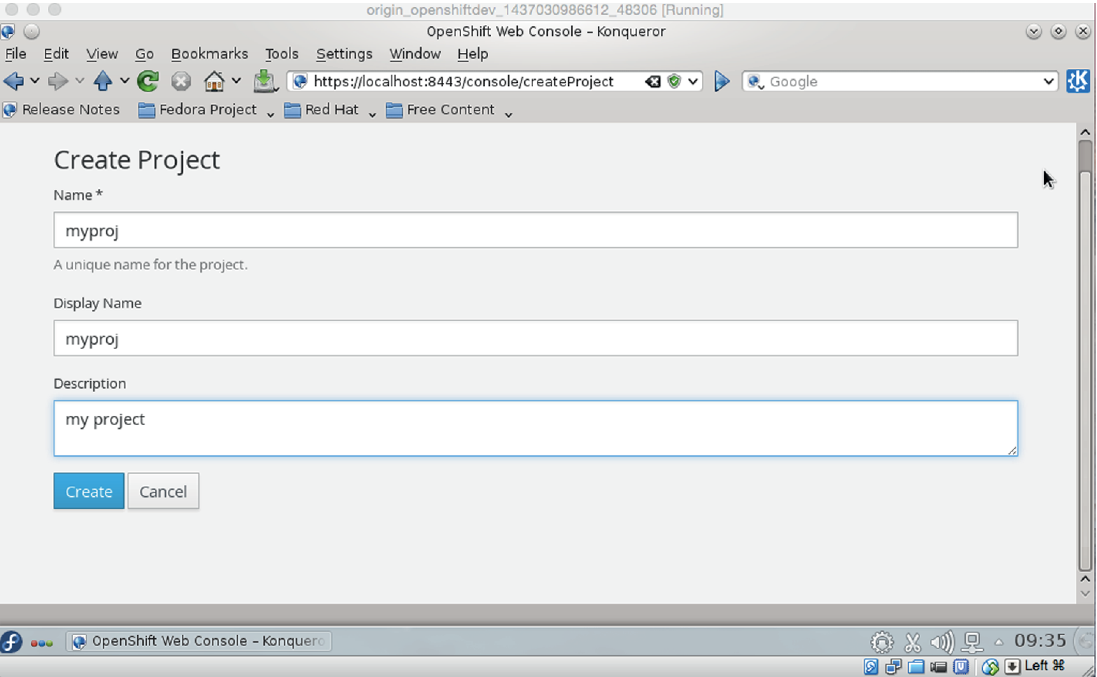 origin_openshiftdev_1437030986612_48306 [Running]
OpenShift Web Console – Konqueror
File Edit View Go Bookmarks Tools Settings Window Help
https://localhost:8443/console/createProject Google
Release Notes Fedora Project Red Hat Free Content
Create Project
Name *
myproj
A unique name for the project.
Display Name
myproj
Description
my project
Create Cancel
OpenShift Web Console – Konquero 09:35
Left ⌘